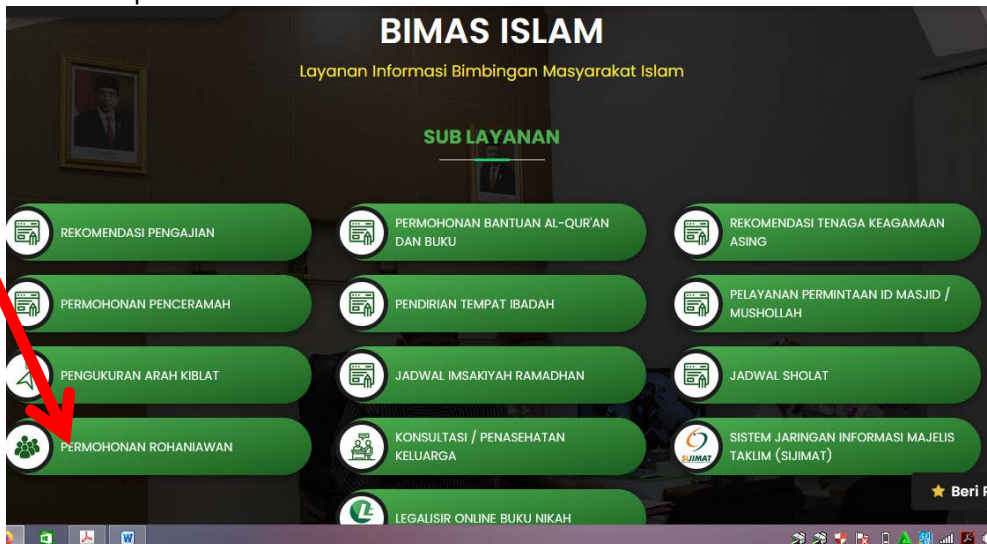 BIMAS ISLAM
Layanan Informasi Bimbingan Masyarakat Islam
SUB LAYANAN
REKOMENDASI PENGAJIAN
PERMOHONAN BANTUAN AL-QUR'AN
DAN BUKU
REKOMENDASI TENAGA KEAGAMAAN
ASING
PERMOHONAN PENCERAMAH
PENDIRIAN TEMPAT IBADAH
PELAYANAN PERMINTAAN ID MASJID /
MUSHOLLAH
PENGUKURAN ARAH KIBLAT
JADWAL IMSAKIYAH RAMADHAN
JADWAL SHOLAT
PERMOHONAN ROHANIAWAN
KONSULTASI / PENASEHATAN
KELUARGA
SIJIMAT
SISTEM JARINGAN INFORMASI MAJELIS
TAKLIM (SIJIMAT)
Beri
LEGALISIR ONLINE BUKU NIKAH